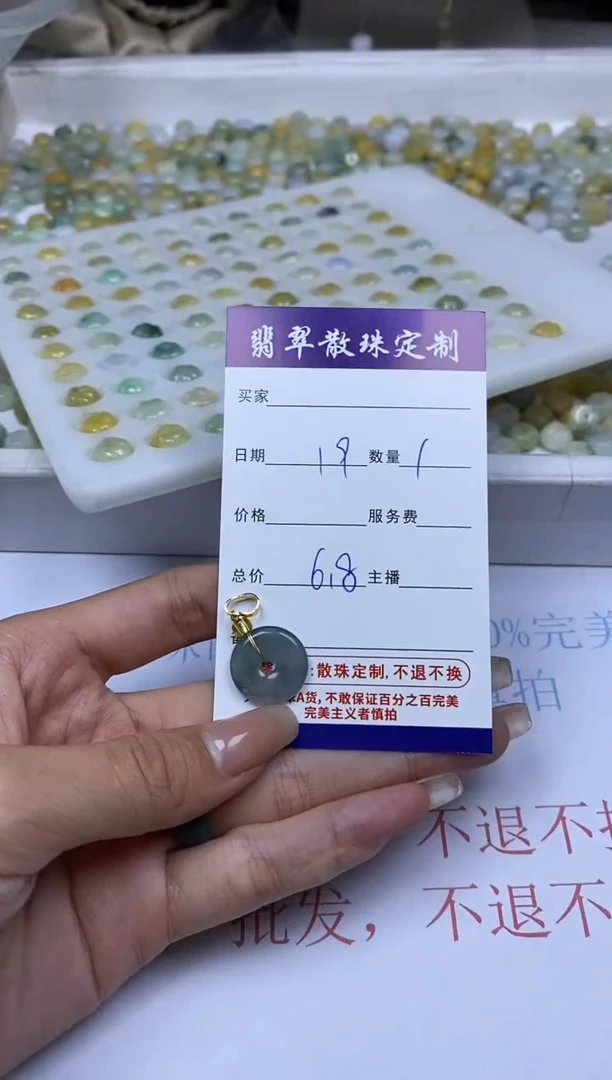 翡翠散珠定制
买家
日期 19 数量 1
价格 服务费
总价 6,8 主播
:散珠定制,不退不换
A货,不敢保证百分之百完美
完美主义者慎拍
0%完美
拍
不退不换
批发,不退不